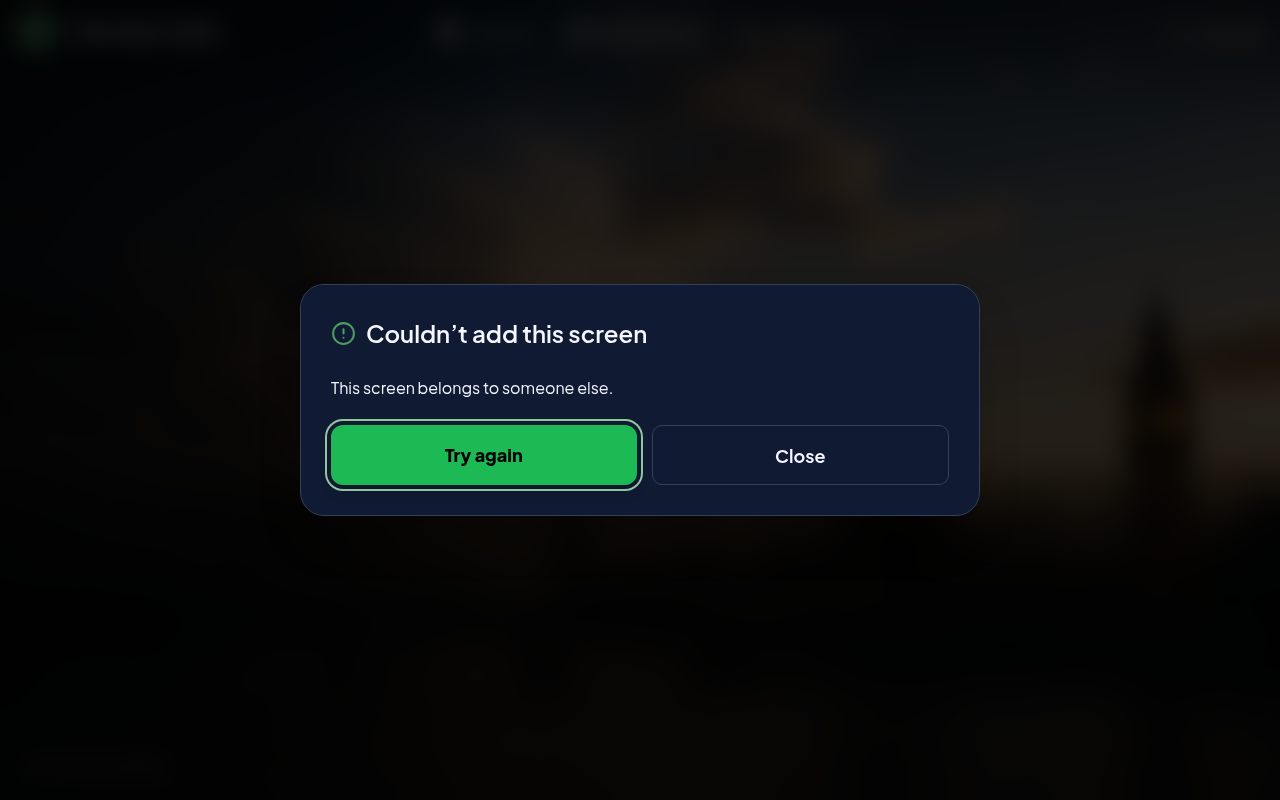 Couldn’t add this screen
This screen belongs to someone else.
Try again
Close